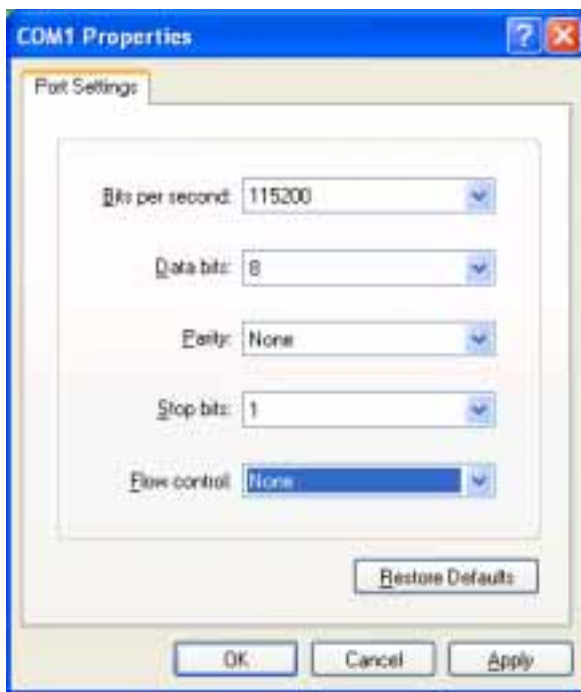 COM1 Properties
Port Settings
Bits per second: 115200
Data bits: 8
Parity: None
Stop bits: 1
Flow control: None
Restore Defaults
OK Cancel Apply